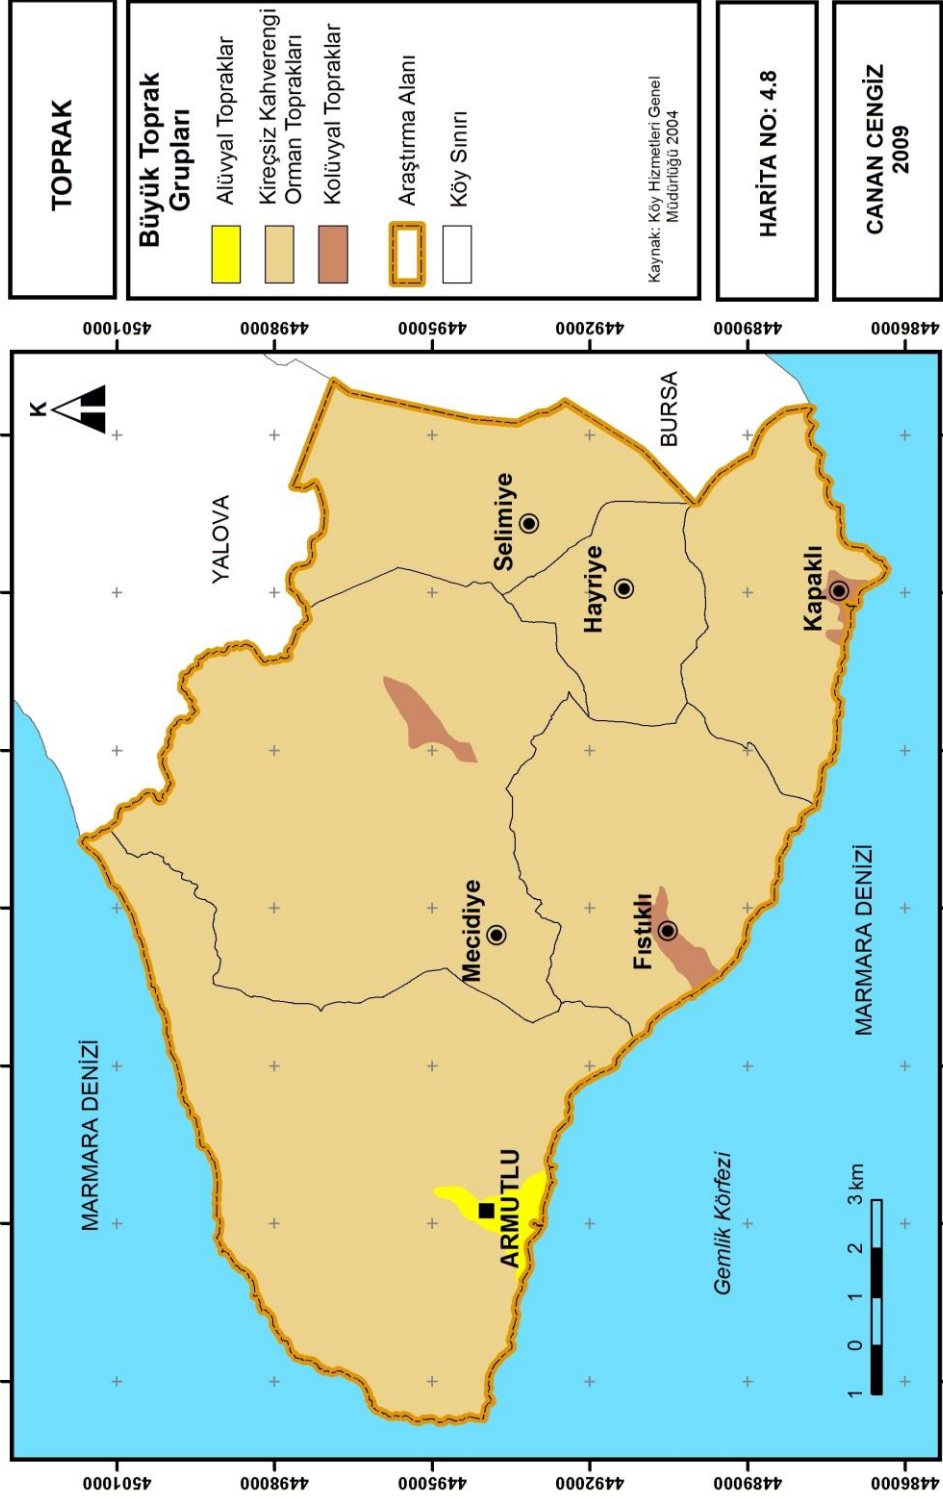 TOPRAK
Büyük Toprak
Grupları
Alüvyal Topraklar
Kireçsiz Kahverengi
Orman Toprakları
Kolüvyal Topraklar
Araştırma Alanı
Köy Sınırı
Kaynak: Köy Hizmetleri Genel
Müdürlüğü 2004
HARİTA NO: 4.8
CANAN CENGİZ
2009
4501000
4498000
4495000
4492000
4489000
4486000
K
YALOVA
BURSA
Selimiye
Hayriye
Kapaklı
Mecidiye
Fıstıklı
MARMARA DENİZİ
MARMARA DENİZİ
ARMUTLU
Gemlik Körfezi
1 0 1 2 3 km
4501000
4498000
4495000
4492000
4489000
4486000